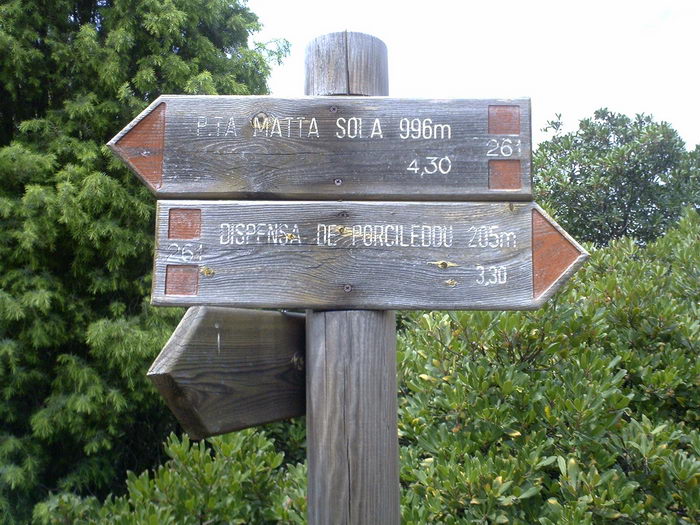 P.TA MATTA SOLA 996m
261
4,30
DISPENSA DE PORCILEDDU 205m
261
3,30